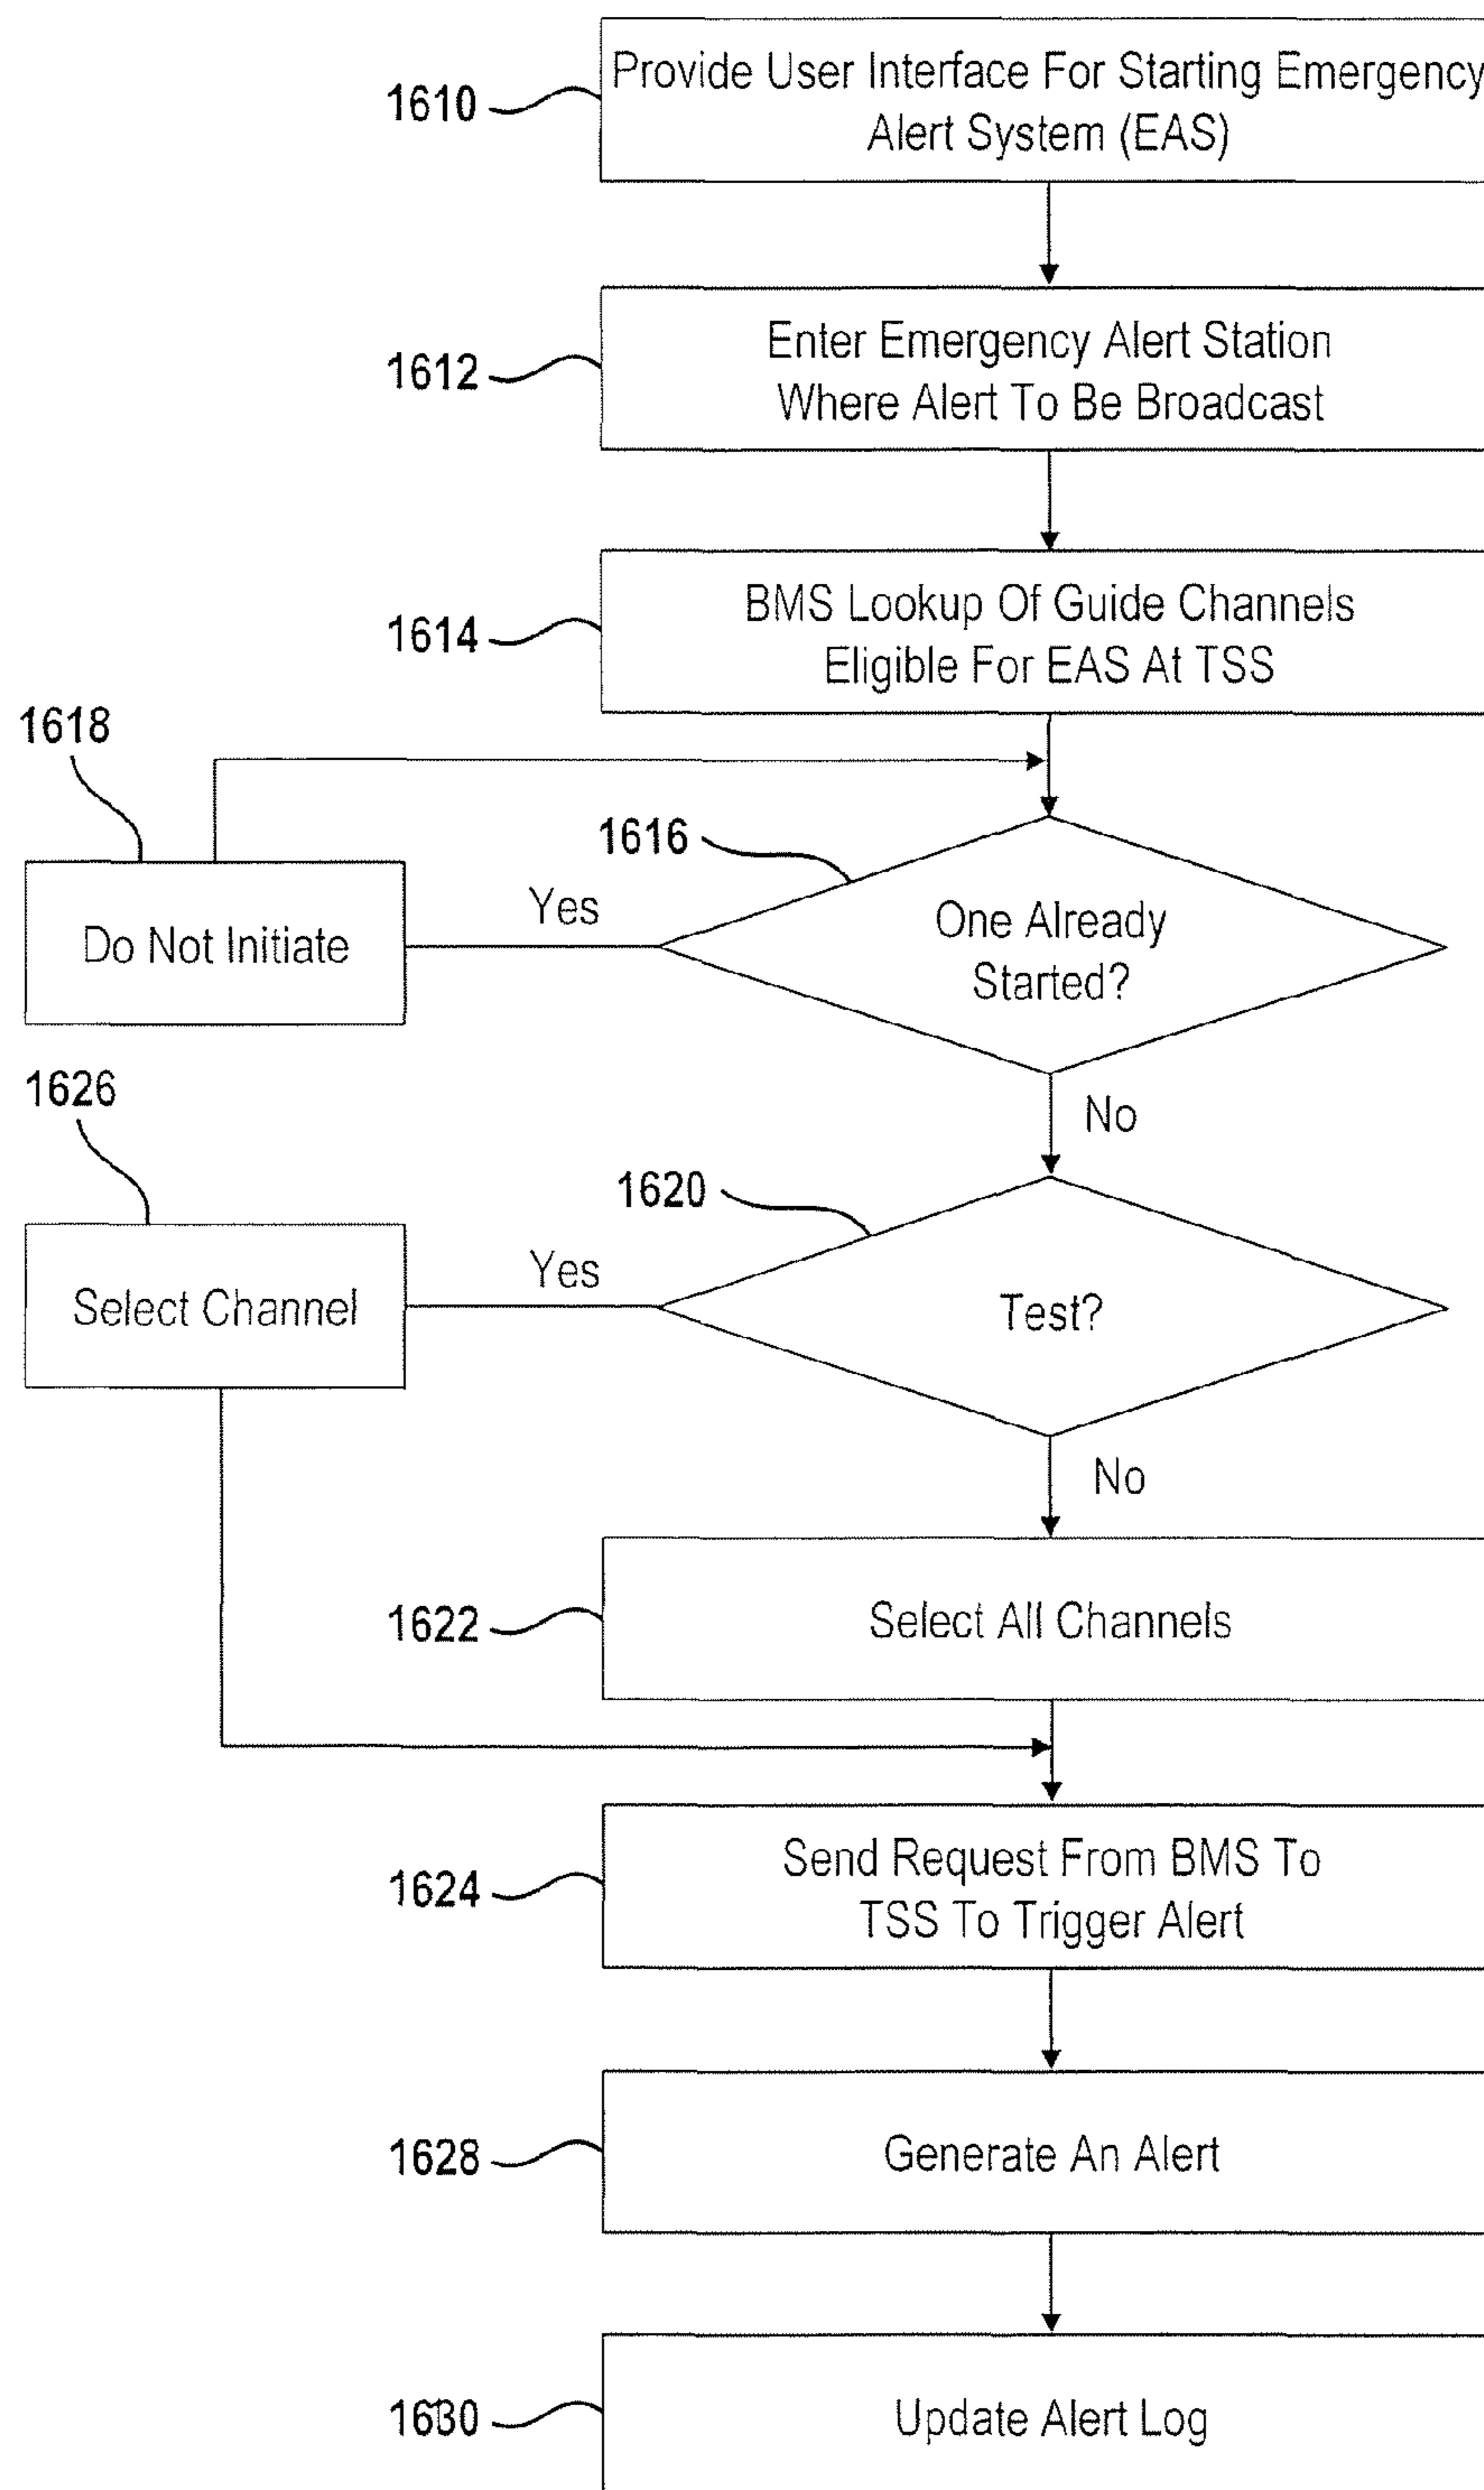 Provide User Interface For Starting Emergency
Alert System (EAS)
1610
Enter Emergency Alert Station
Where Alert To Be Broadcast
1612
BMS Lookup Of Guide Channels
Eligible For EAS At TSS
1614
1618
Do Not Initiate
Yes
1616
One Already
Started?
No
1626
Select Channel
Yes
1620
Test?
No
1622
Select All Channels
1624
Send Request From BMS To
TSS To Trigger Alert
1628
Generate An Alert
1630
Update Alert Log